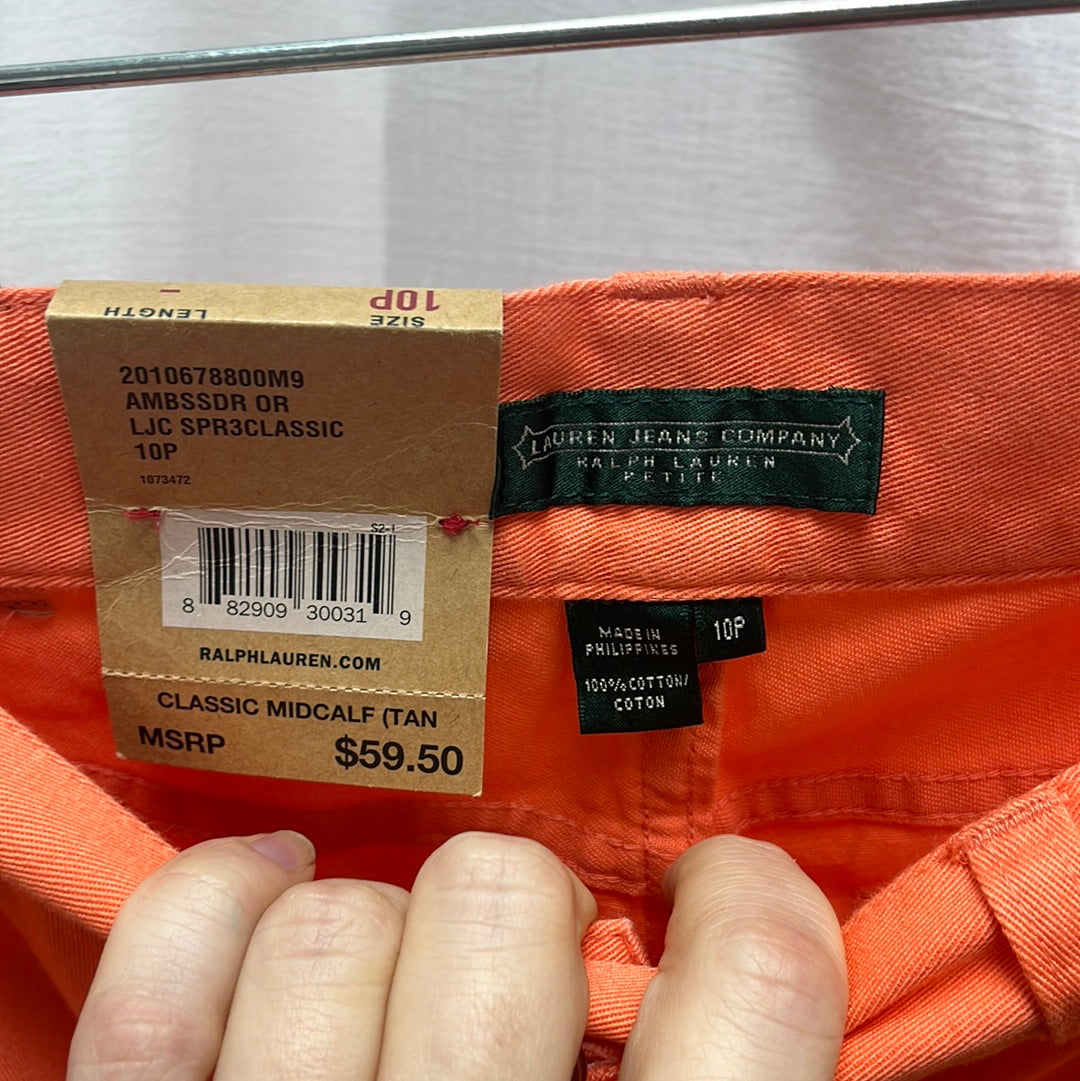 LENGTH -
SIZE 10P
2010678800M9
AMBSSDR OR
LJC SPR3CLASSIC
10P
1073472
S2-I
8 82909 30031 9
RALPHLAUREN.COM
CLASSIC MIDCALF (TAN
MSRP $59.50
LAUREN JEANS COMPANY
RALPH LAUREN
PETITE
MADE IN
PHILIPPINES
100% COTTON/
COTON
10P